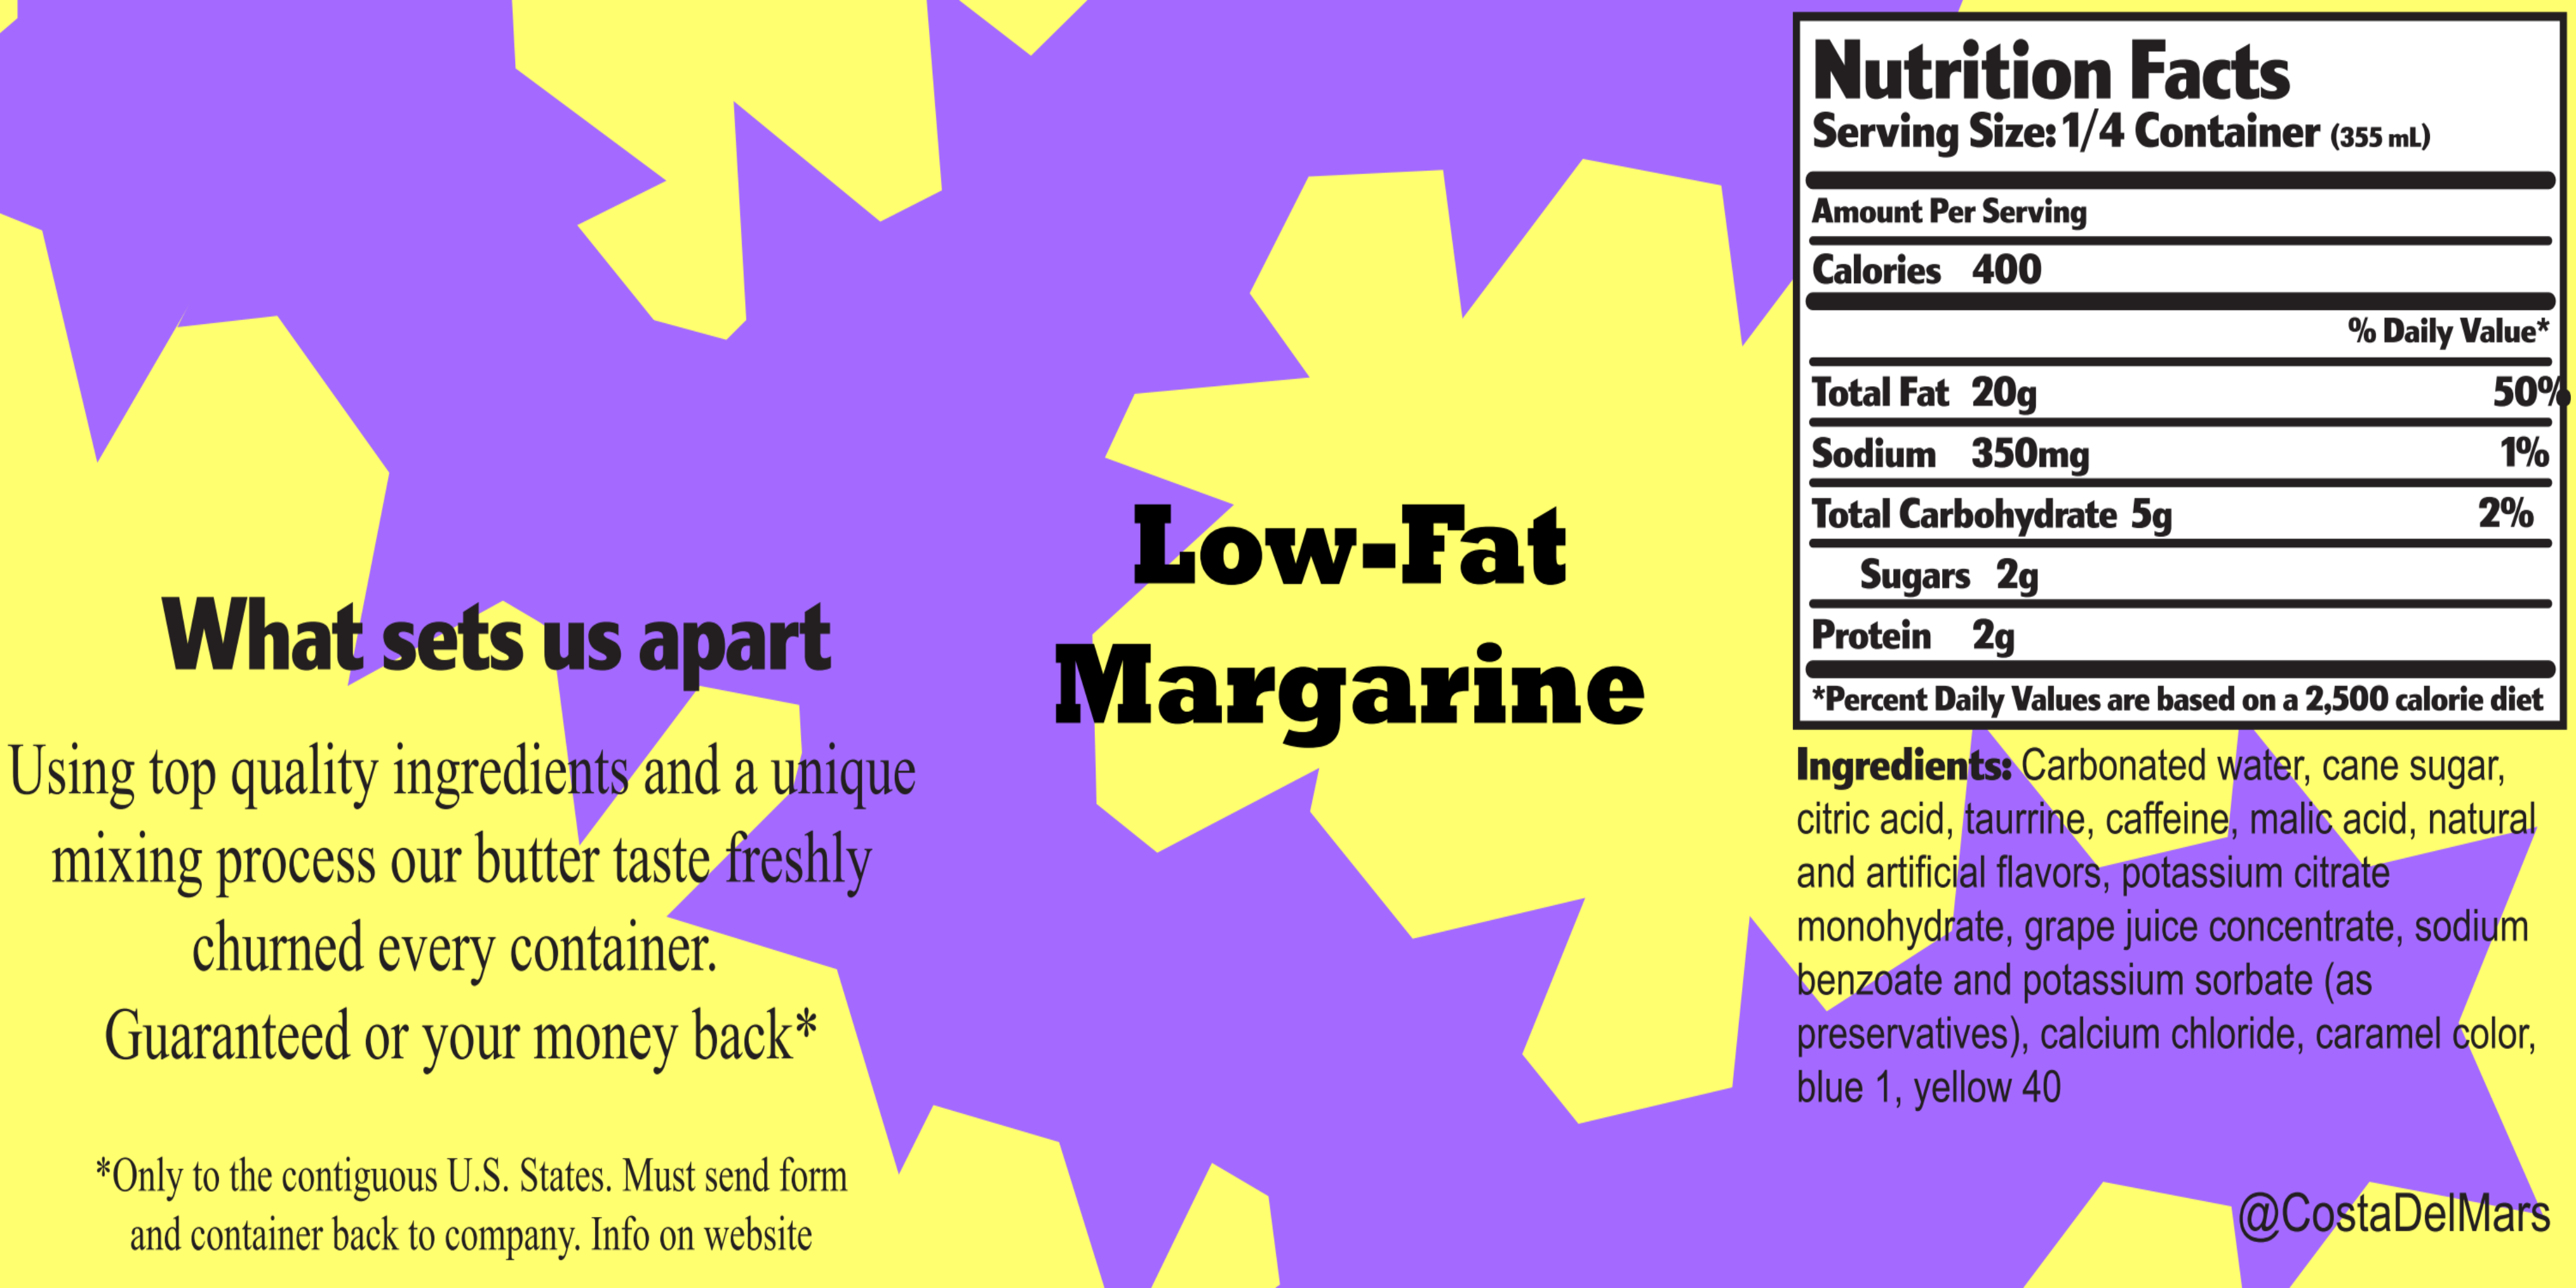 What sets us apart
Using top quality ingredients and a unique
mixing process our butter taste freshly
churned every container.
Guaranteed or your money back*
*Only to the contiguous U.S. States. Must send form
and container back to company. Info on website
Low-Fat
Margarine
Nutrition Facts
Serving Size: 1/4 Container (355 mL)
Amount Per Serving
Calories 400
% Daily Value*
Total Fat 20g 50%
Sodium 350mg 1%
Total Carbohydrate 5g 2%
Sugars 2g
Protein 2g
*Percent Daily Values are based on a 2,500 calorie diet
Ingredients: Carbonated water, cane sugar,
citric acid, taurrine, caffeine, malic acid, natural
and artificial flavors, potassium citrate
monohydrate, grape juice concentrate, sodium
benzoate and potassium sorbate (as
preservatives), calcium chloride, caramel color,
blue 1, yellow 40
@CostaDelMars